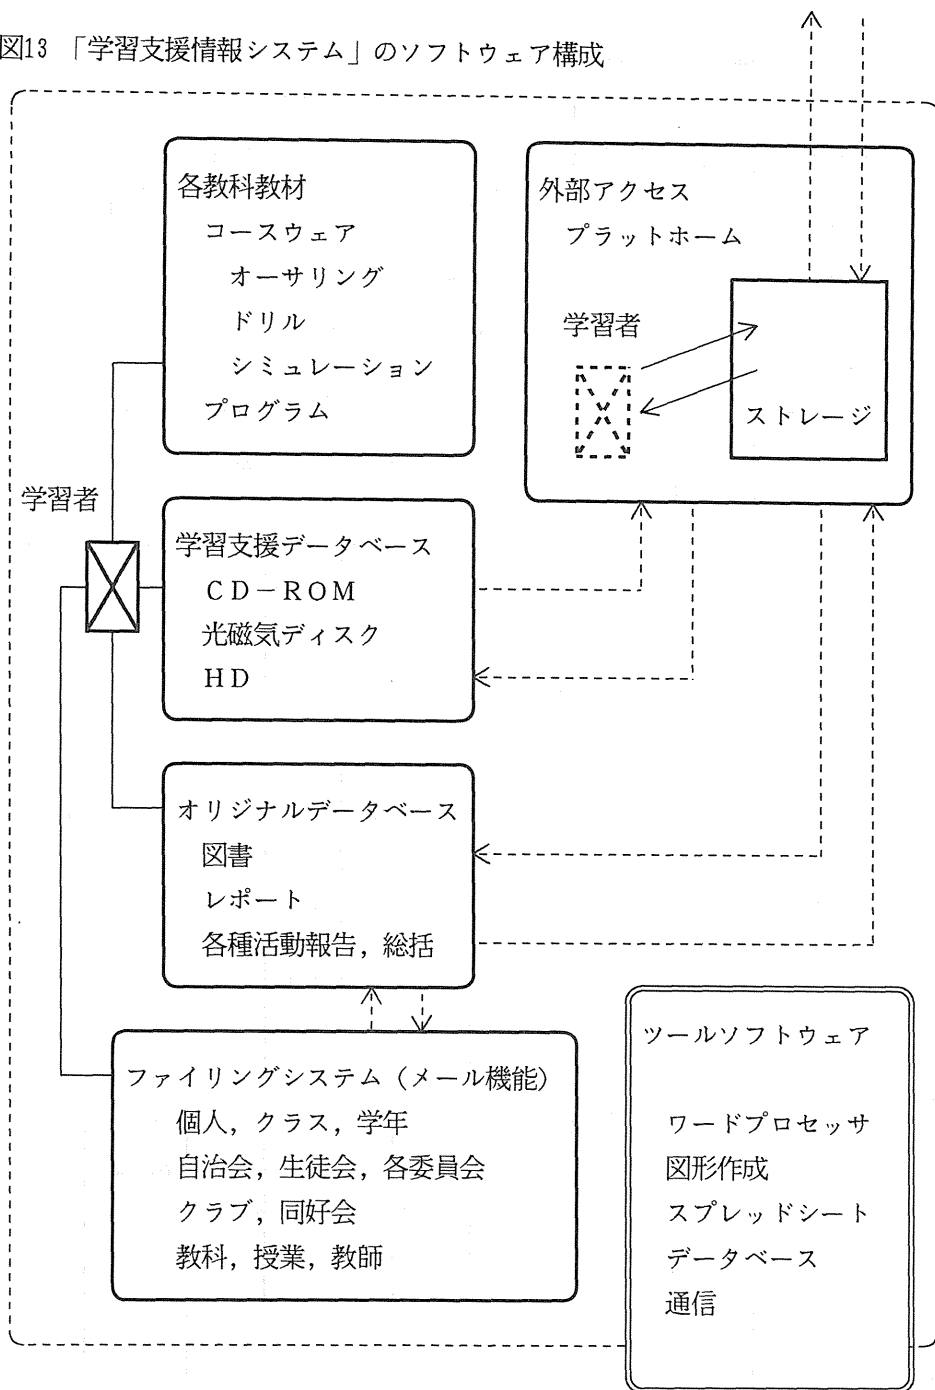 図13 「学習支援情報システム」のソフトウェア構成
各教科教材
コースウェア
オーサリング
ドリル
シミュレーション
プログラム
外部アクセス
プラットホーム
学習者
ストレージ
学習者
学習支援データベース
CD－ROM
光磁気ディスク
HD
オリジナルデータベース
図書
レポート
各種活動報告，総括
ファイリングシステム（メール機能）
個人，クラス，学年
自治会，生徒会，各委員会
クラブ，同好会
教科，授業，教師
ツールソフトウェア
ワードプロセッサ
図形作成
スプレッドシート
データベース
通信